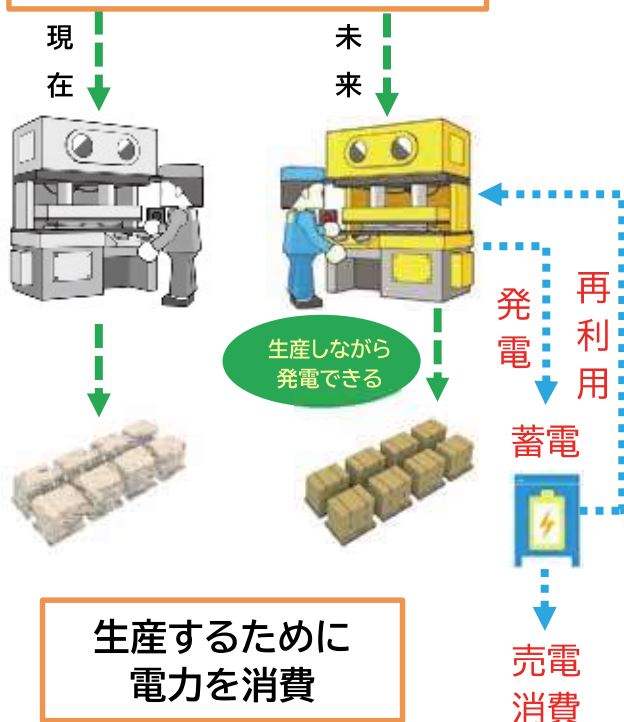 現在
未来
生産しながら
発電できる
発電
再利用
蓄電
生産するために
電力を消費
売電
消費